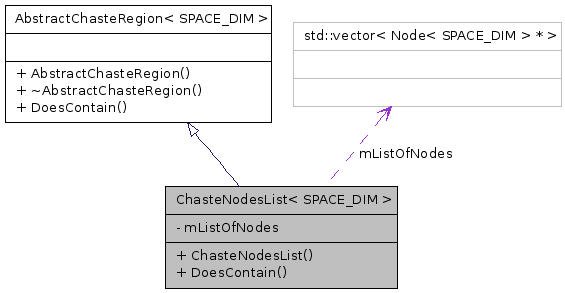 AbstractChasteRegion< SPACE_DIM >
+ AbstractChasteRegion()
+ ~AbstractChasteRegion()
+ DoesContain()
std::vector< Node< SPACE_DIM > * >
mListOfNodes
ChasteNodesList< SPACE_DIM >
- mListOfNodes
+ ChasteNodesList()
+ DoesContain()